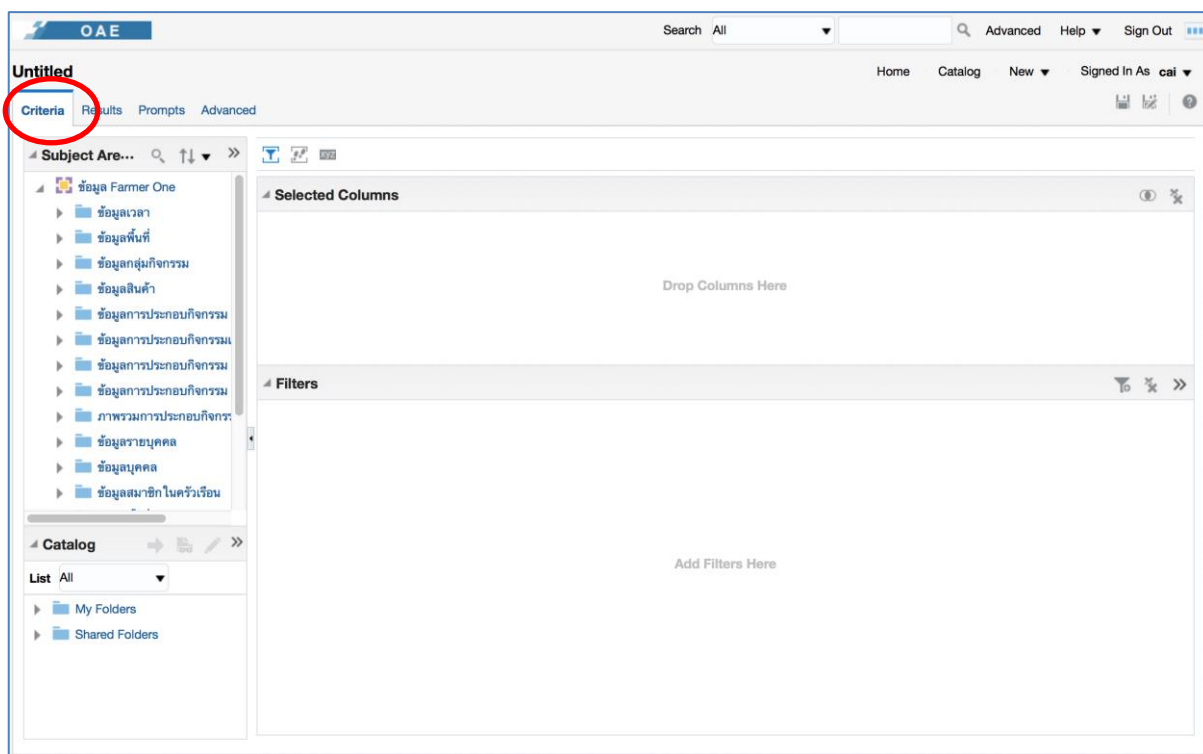 OAE
Search All Advanced Help Sign Out
Untitled
Home Catalog New Signed In As cai
Criteria Results Prompts Advanced
Subject Are...
xyz
ข้อมูล Farmer One
Selected Columns
ข้อมูลเวลา
ข้อมูลพื้นที่
ข้อมูลกลุ่มกิจกรรม
ข้อมูลสินค้า
Drop Columns Here
ข้อมูลการประกอบกิจกรรม
ข้อมูลการประกอบกิจกรรมเ
ข้อมูลการประกอบกิจกรรม
ข้อมูลการประกอบกิจกรรม
Filters
ภาพรวมการประกอบกิจกรร
ข้อมูลรายบุคคล
ข้อมูลบุคคล
ข้อมูลสมาชิกในครัวเรือน
Catalog
Add Filters Here
List All
My Folders
Shared Folders